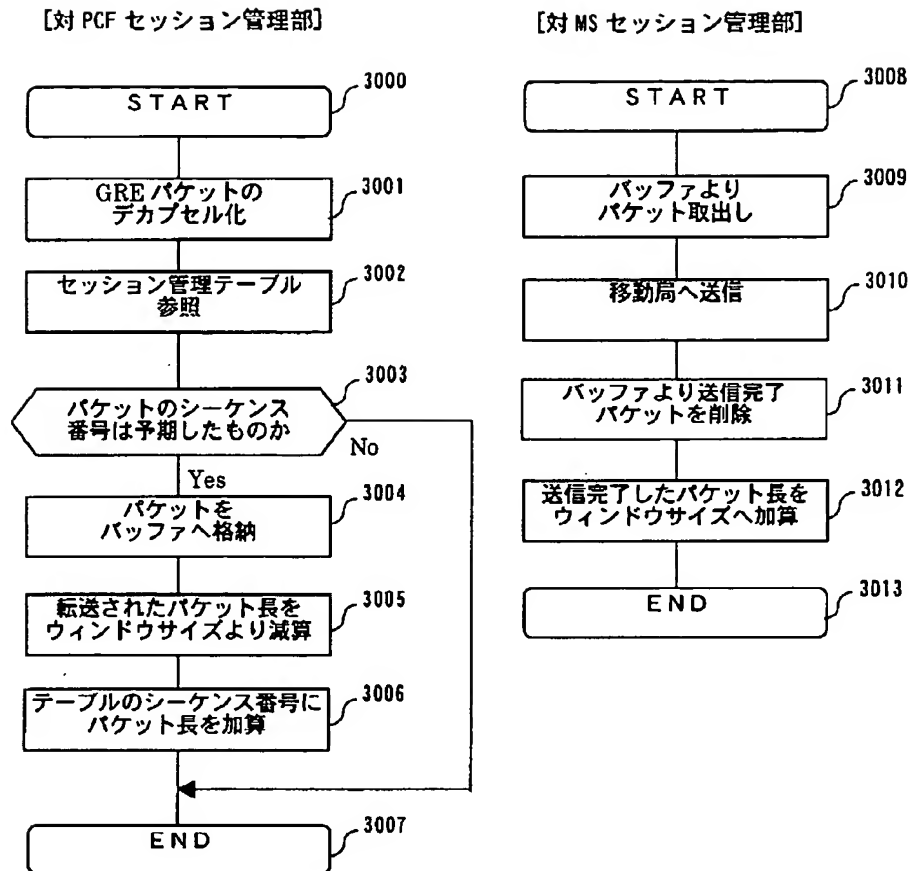 [対 PCF セッション管理部]
START
3000
GRE パケットの
デカプセル化
3001
セッション管理テーブル
参照
3002
パケットのシーケンス
番号は予期したものか
3003
No
Yes
パケットを
バッファへ格納
3004
転送されたパケット長を
ウィンドウサイズより減算
3005
テーブルのシーケンス番号に
パケット長を加算
3006
END
3007
[対 MS セッション管理部]
START
3008
バッファより
パケット取出し
3009
移動局へ送信
3010
バッファより送信完了
パケットを削除
3011
送信完了したパケット長を
ウィンドウサイズへ加算
3012
END
3013